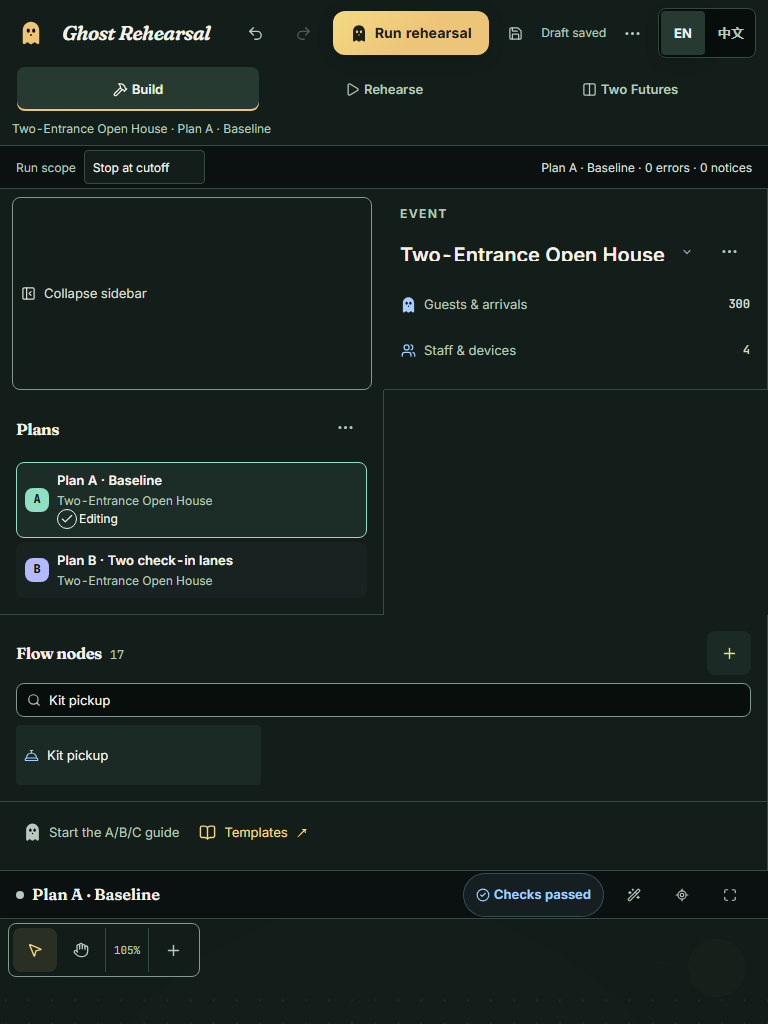 Ghost Rehearsal
Run rehearsal
Draft saved
EN
中文
Build
Rehearse
Two Futures
Two-Entrance Open House · Plan A · Baseline
Run scope
Stop at cutoff
Plan A · Baseline · 0 errors · 0 notices
Collapse sidebar
EVENT
Two-Entrance Open House
Guests & arrivals
300
Staff & devices
4
Plans
A
Plan A · Baseline
Two-Entrance Open House
Editing
B
Plan B · Two check-in lanes
Two-Entrance Open House
Flow nodes 17
Kit pickup
Kit pickup
Start the A/B/C guide
Templates ↗
Plan A · Baseline
Checks passed
105%